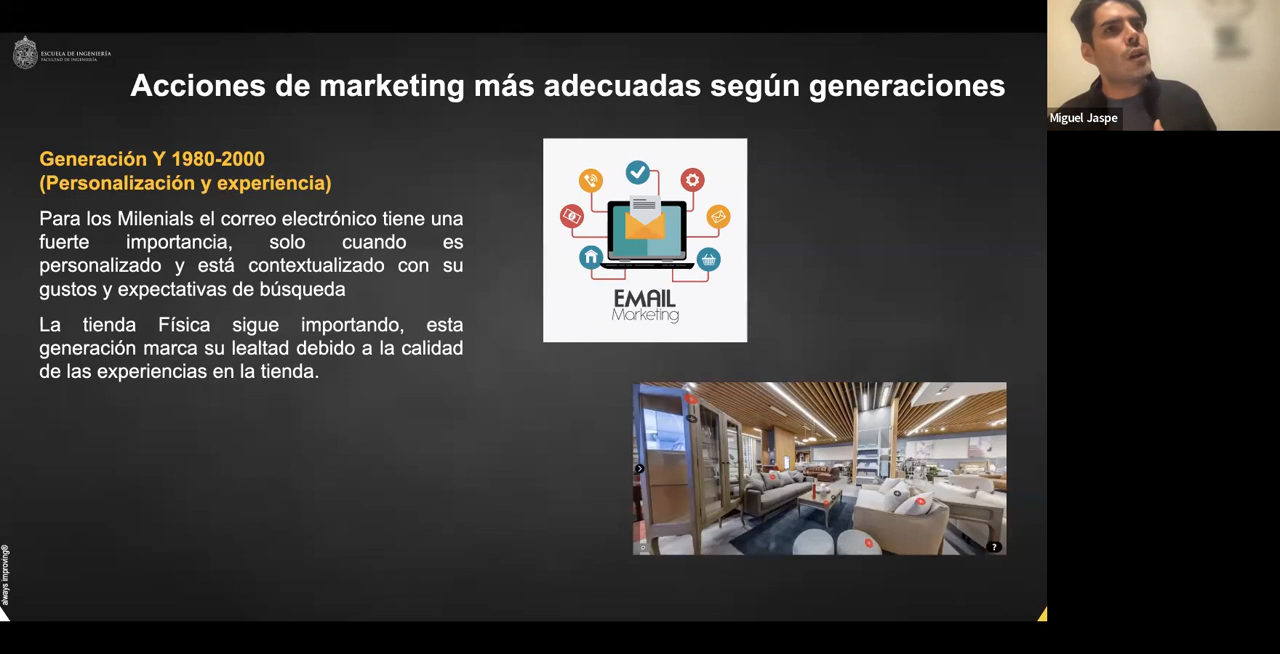 ESCUELA DE INGENIERÍA
FACULTAD DE INGENIERÍA
Acciones de marketing más adecuadas según generaciones
Generación Y 1980-2000
(Personalización y experiencia)
Para los Milenials el correo electrónico tiene una
fuerte importancia, solo cuando es
personalizado y está contextualizado con su
gustos y expectativas de búsqueda
La tienda Física sigue importando, esta
generación marca su lealtad debido a la calidad
de las experiencias en la tienda.
EMAIL
Marketing
?
always improving®
Miguel Jaspe